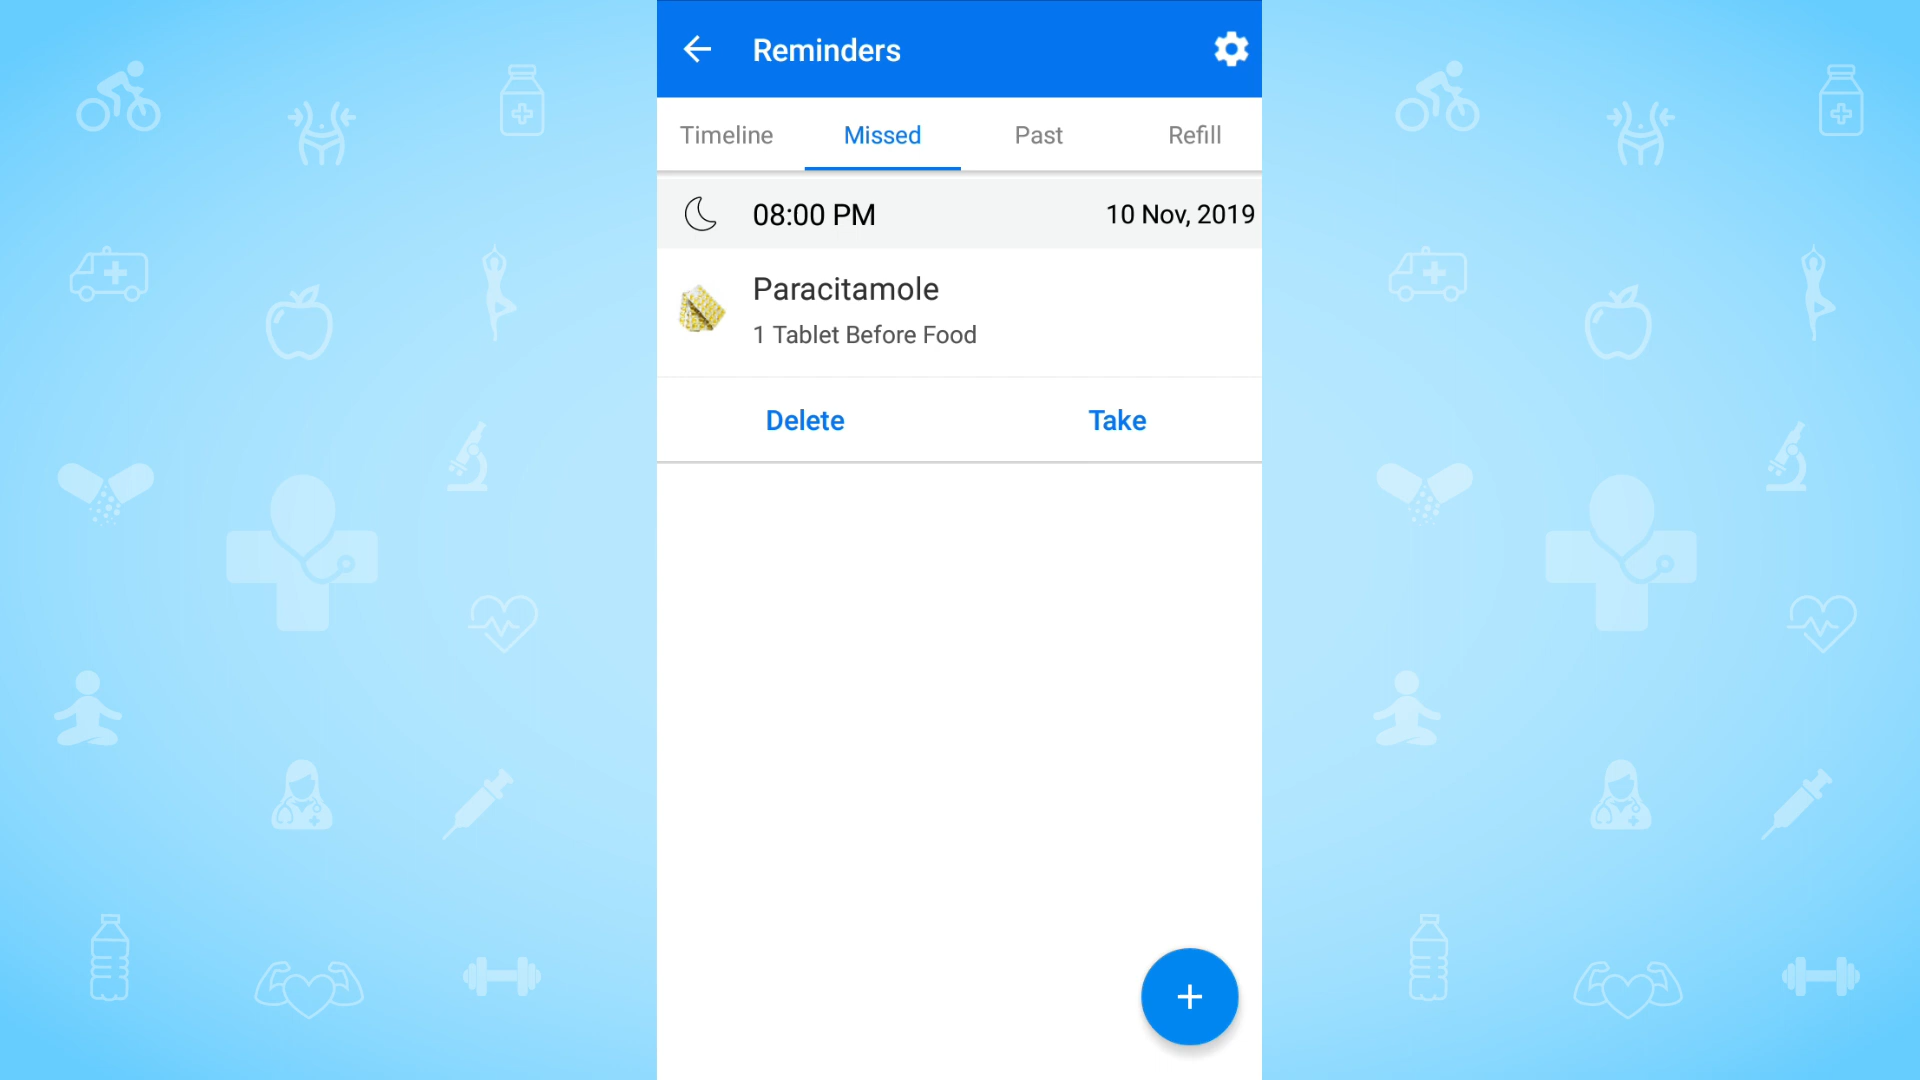 Reminders
Timeline Missed Past Refill
08:00 PM 10 Nov, 2019
Paracitamole
1 Tablet Before Food
Delete Take